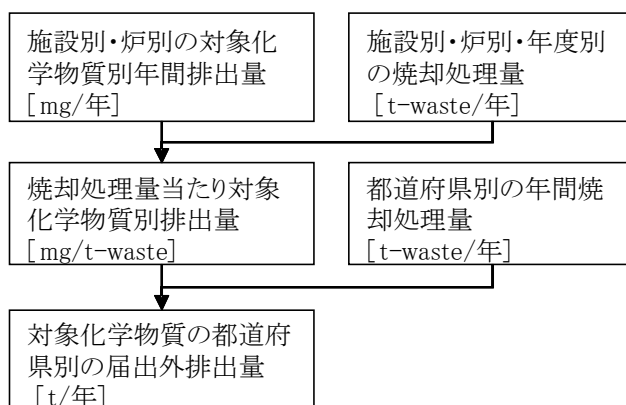 施設別・炉別の対象化
学物質別年間排出量
[mg/年]
施設別・炉別・年度別
の焼却処理量
[t-waste/年]
焼却処理量当たり対象
化学物質別排出量
[mg/t-waste]
都道府県別の年間焼
却処理量
[t-waste/年]
対象化学物質の都道府
県別の届出外排出量
[t/年]